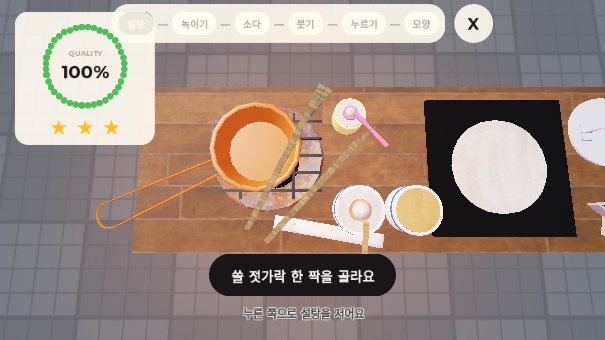 설탕 — 녹이기 — 소다 — 붓기 — 누르기 — 모양
X
QUALITY
100%
쓸 젓가락 한 짝을 골라요
누른 쪽으로 설탕을 저어요